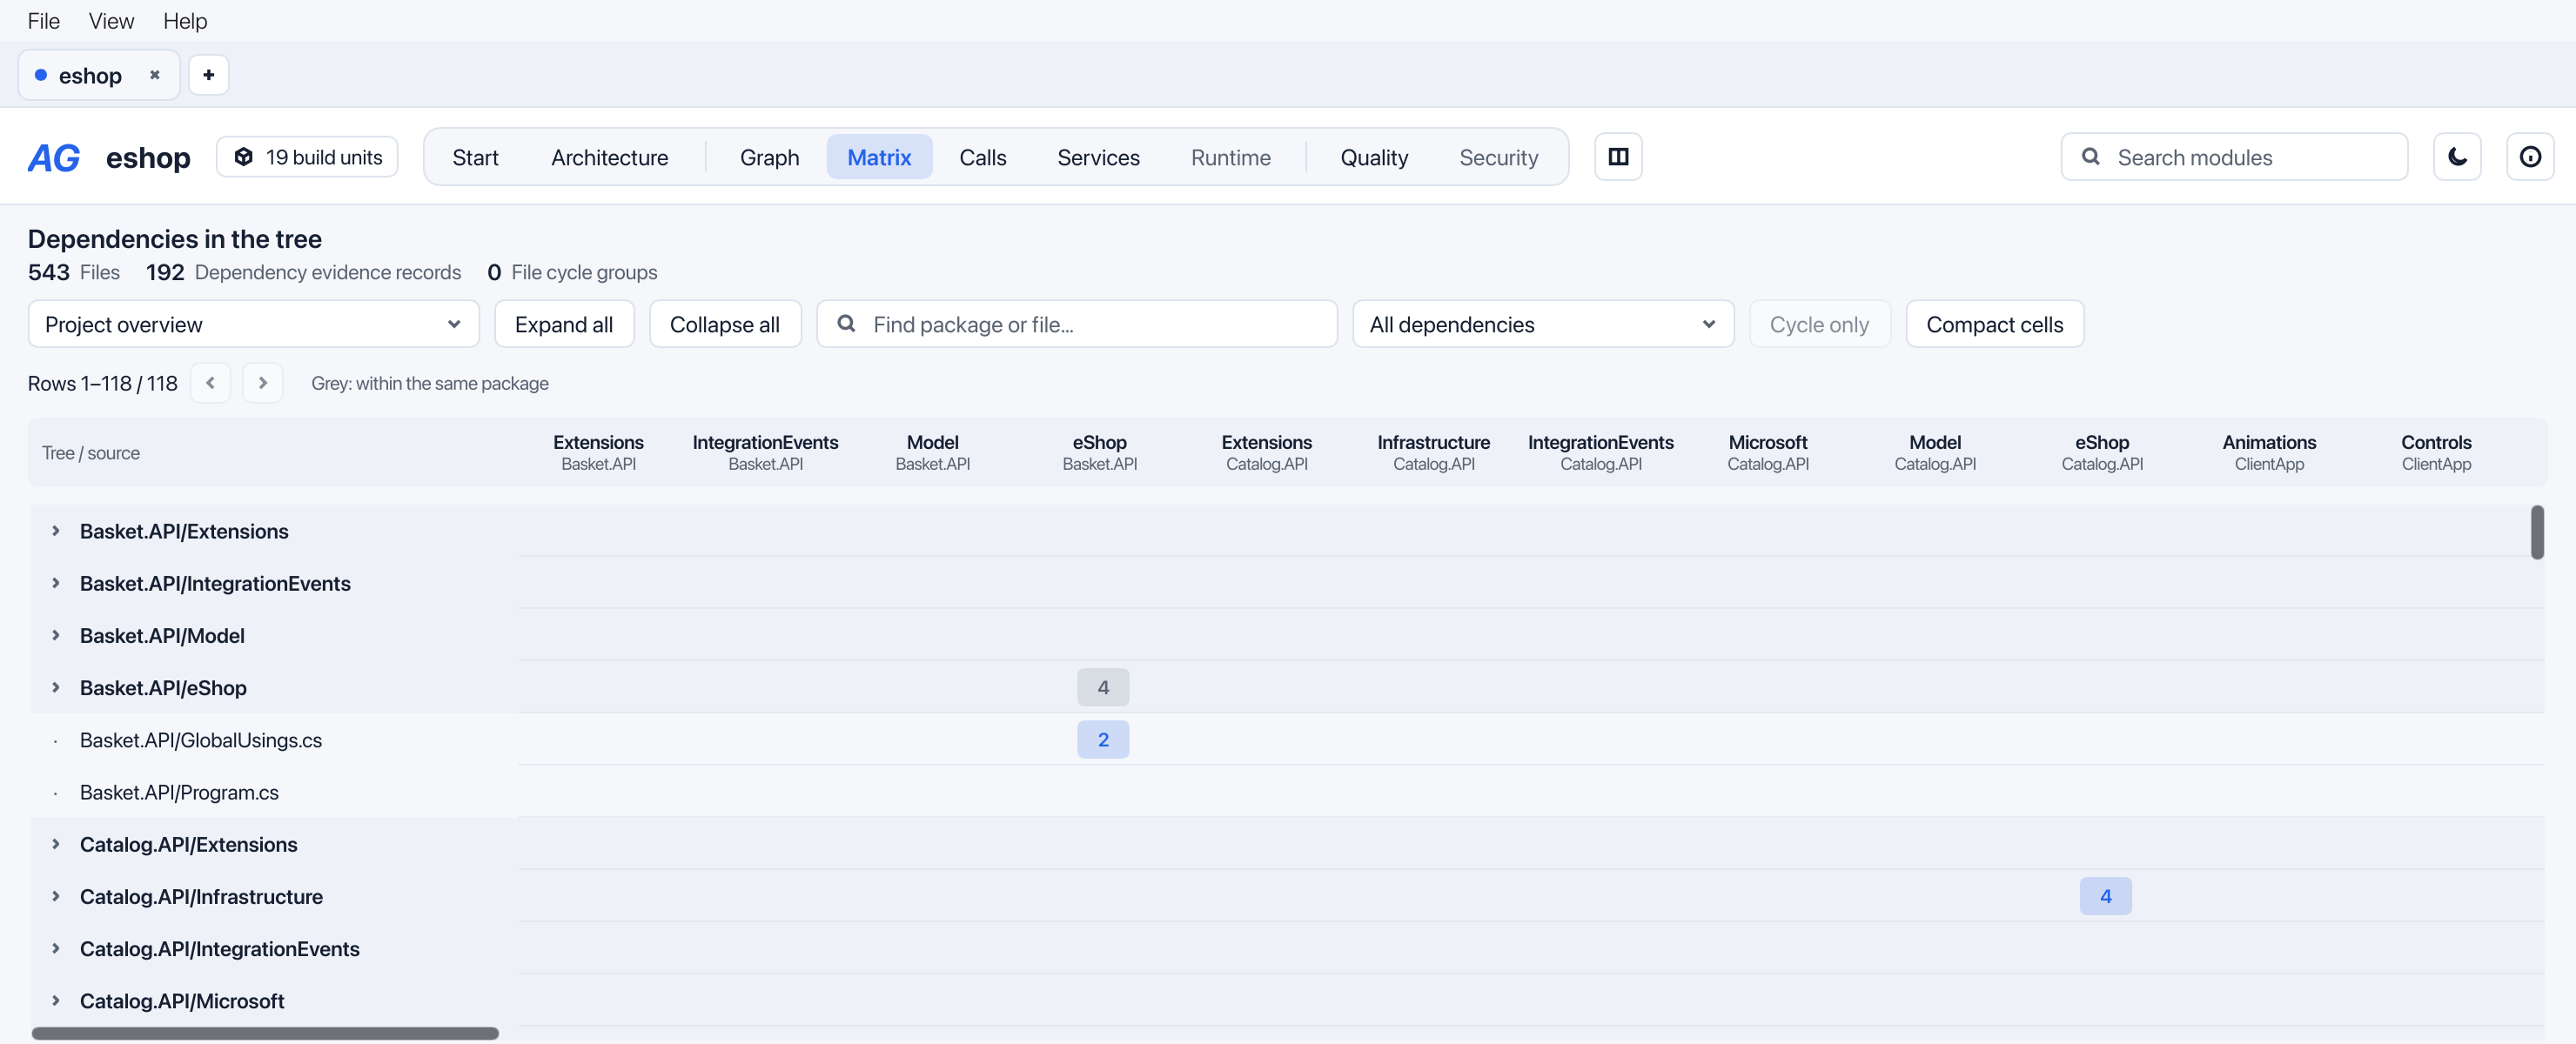 File View Help
eshop
AG eshop 19 build units Start Architecture Graph Matrix Calls Services Runtime Quality Security Search modules
Dependencies in the tree
543 Files 192 Dependency evidence records 0 File cycle groups
Project overview Expand all Collapse all Find package or file... All dependencies Cycle only Compact cells
Rows 1–118 / 118 Grey: within the same package
Tree / source
Extensions IntegrationEvents Model eShop Extensions Infrastructure IntegrationEvents Microsoft Model eShop Animations Controls
Basket.API Basket.API Basket.API Basket.API Catalog.API Catalog.API Catalog.API Catalog.API Catalog.API Catalog.API ClientApp ClientApp
Basket.API/Extensions
Basket.API/IntegrationEvents
Basket.API/Model
Basket.API/eShop 4
Basket.API/GlobalUsings.cs 2
Basket.API/Program.cs
Catalog.API/Extensions
Catalog.API/Infrastructure 4
Catalog.API/IntegrationEvents
Catalog.API/Microsoft